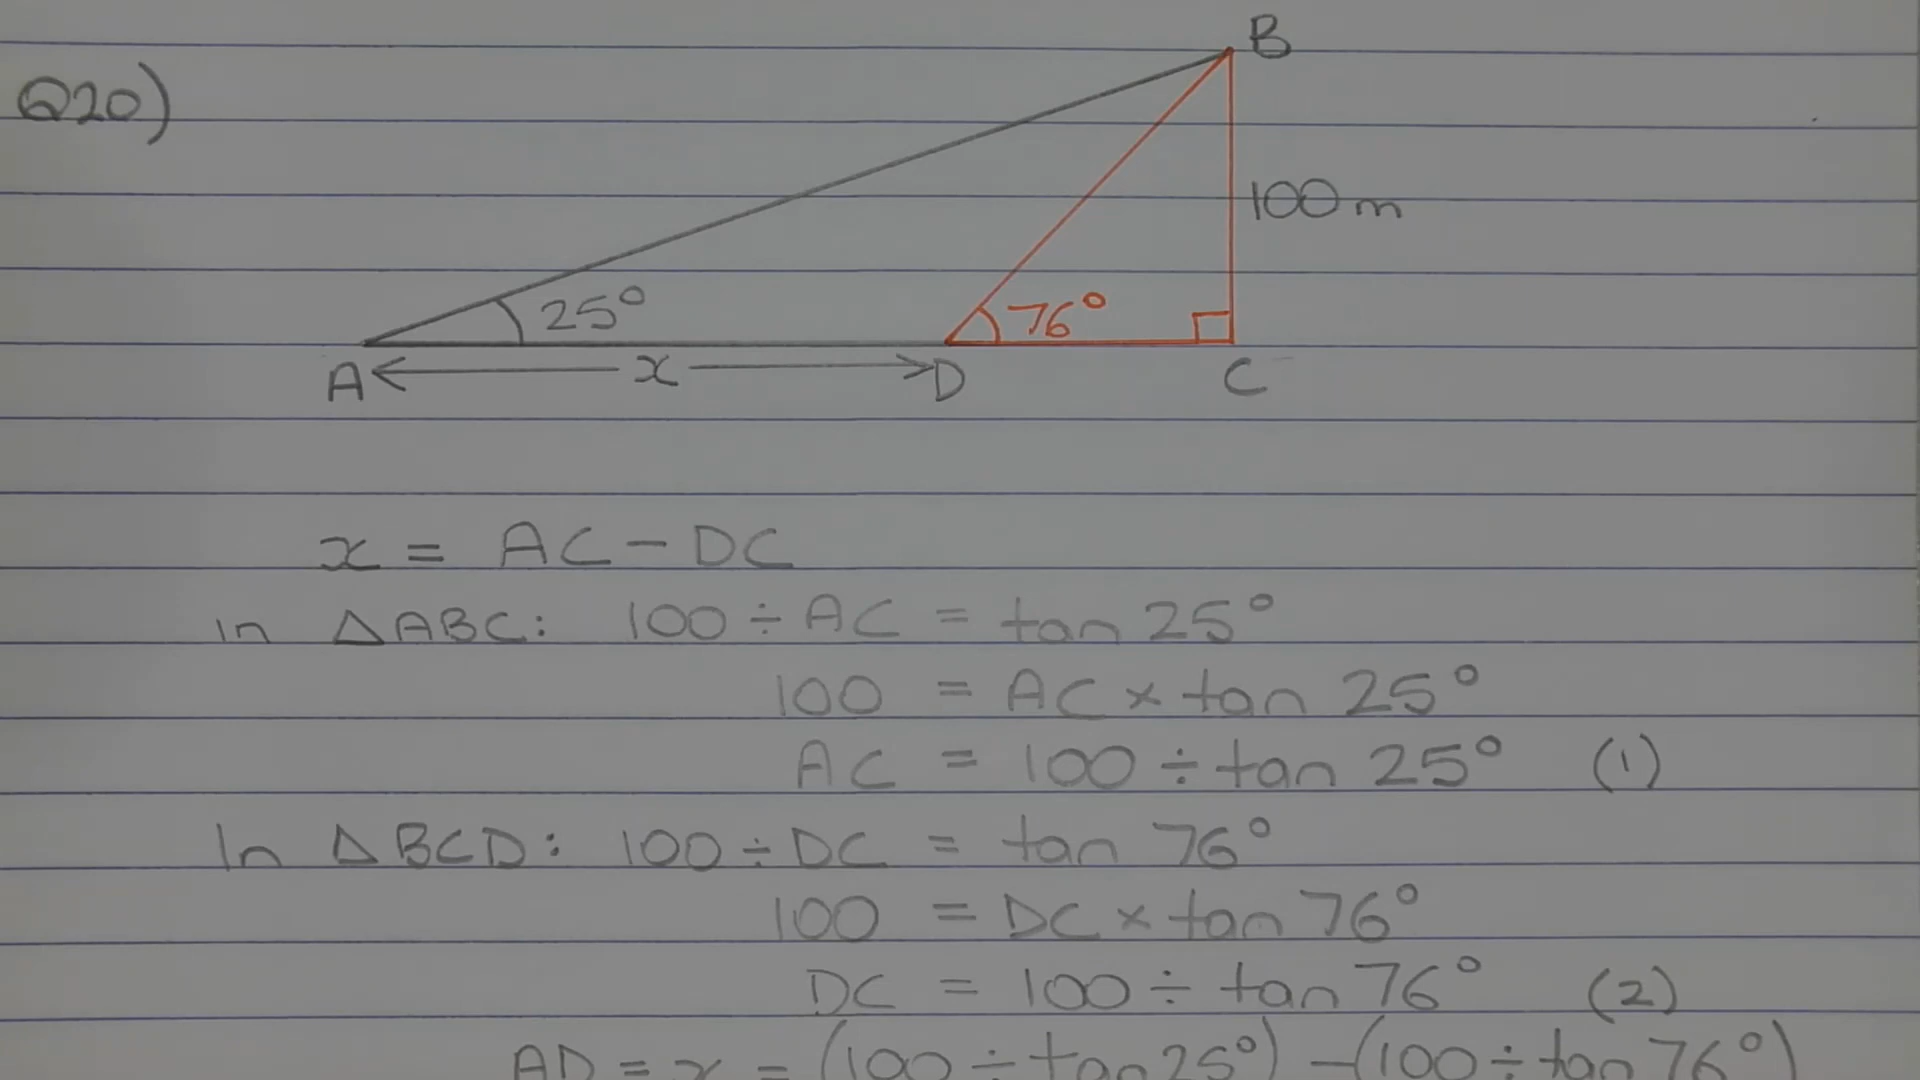 B
Q20)
100 m
25° 76°
A x D C
x = AC - DC
In △ABC: 100 ÷ AC = tan 25°
100 = AC × tan 25°
AC = 100 ÷ tan 25° (1)
In △BCD: 100 ÷ DC = tan 76°
100 = DC × tan 76°
DC = 100 ÷ tan 76° (2)
AD = x = (100 ÷ tan 25°) - (100 ÷ tan 76°)